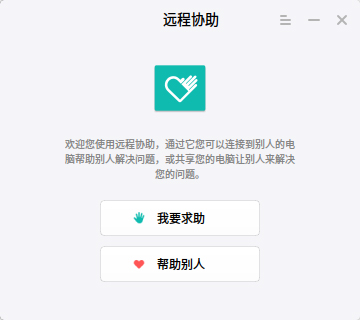 远程协助
欢迎您使用远程协助，通过它您可以连接到别人的电
脑帮助别人解决问题，或共享您的电脑让别人来解决
您的问题。
我要求助
帮助别人